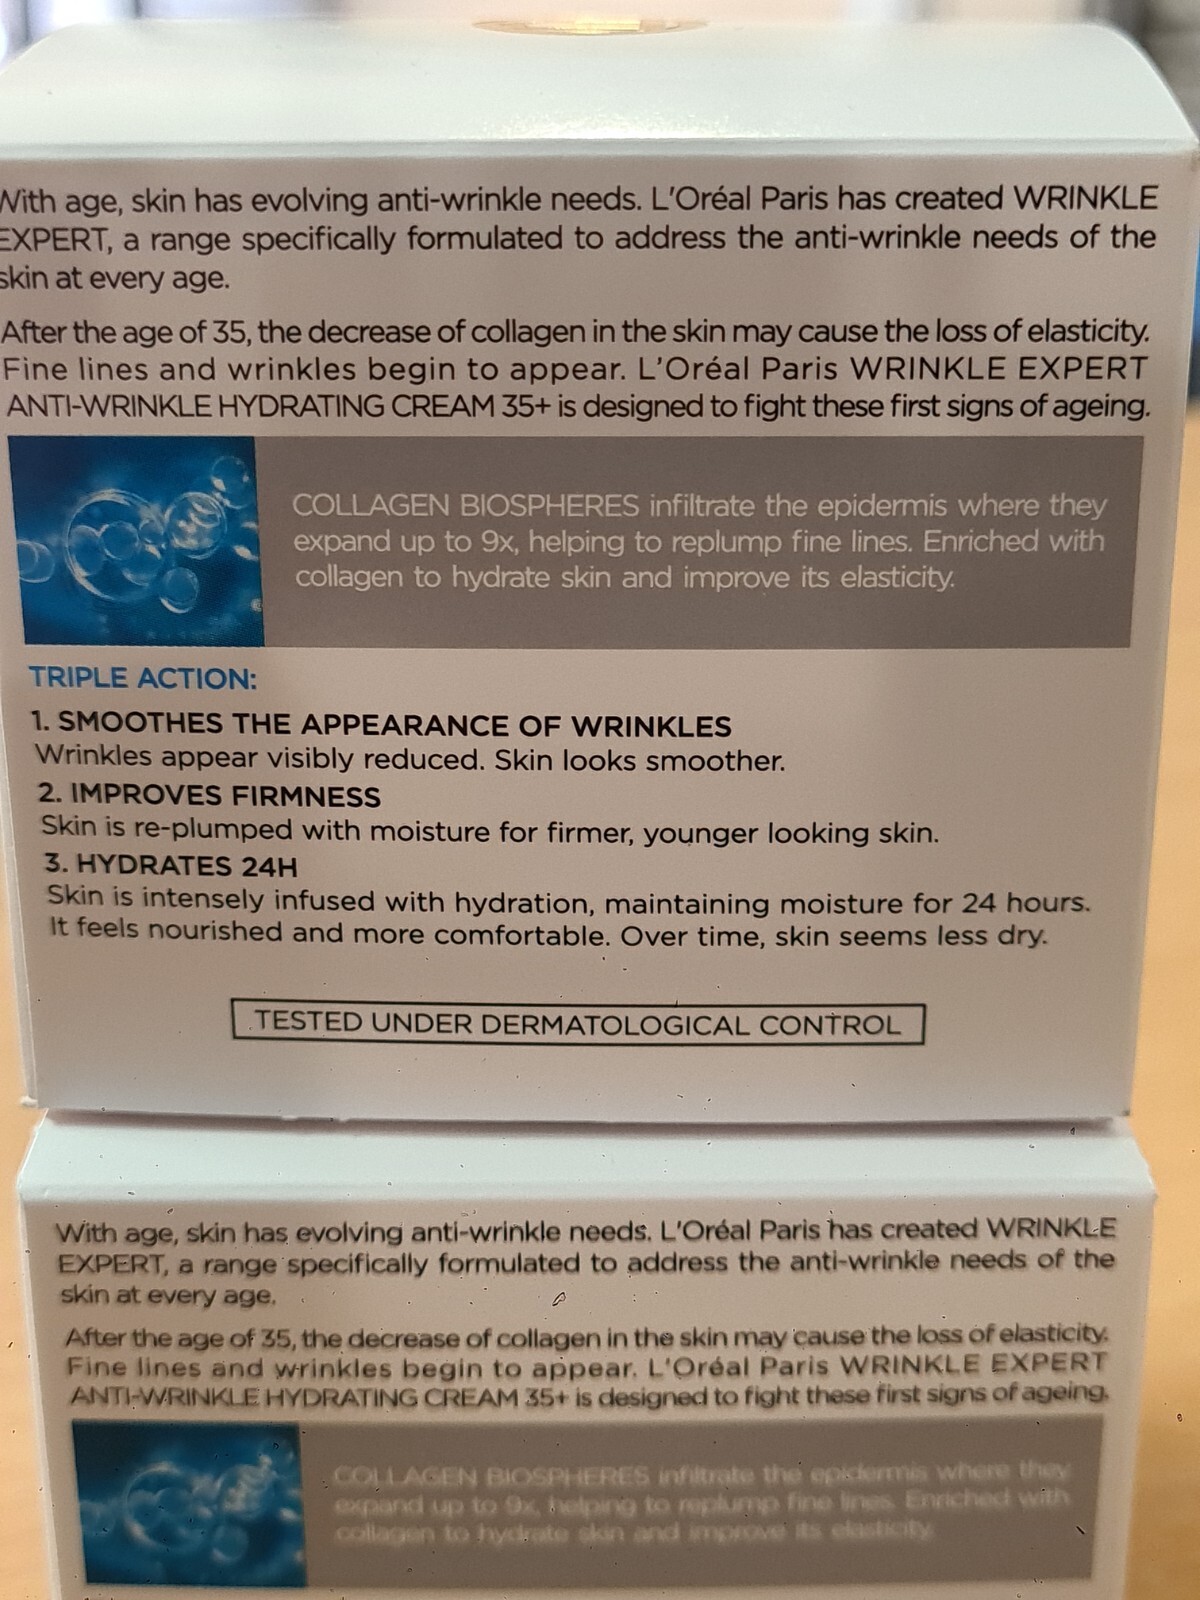 With age, skin has evolving anti-wrinkle needs. L'Oréal Paris has created WRINKLE
EXPERT, a range specifically formulated to address the anti-wrinkle needs of the
skin at every age.
After the age of 35, the decrease of collagen in the skin may cause the loss of elasticity.
Fine lines and wrinkles begin to appear. L'Oréal Paris WRINKLE EXPERT
ANTI-WRINKLE HYDRATING CREAM 35+ is designed to fight these first signs of ageing.
COLLAGEN BIOSPHERES infiltrate the epidermis where they
expand up to 9x, helping to replump fine lines. Enriched with
collagen to hydrate skin and improve its elasticity.
TRIPLE ACTION:
1. SMOOTHES THE APPEARANCE OF WRINKLES
Wrinkles appear visibly reduced. Skin looks smoother.
2. IMPROVES FIRMNESS
Skin is re-plumped with moisture for firmer, younger looking skin.
3. HYDRATES 24H
Skin is intensely infused with hydration, maintaining moisture for 24 hours.
It feels nourished and more comfortable. Over time, skin seems less dry.
TESTED UNDER DERMATOLOGICAL CONTROL
With age, skin has evolving anti-wrinkle needs. L'Oréal Paris has created WRINKLE
EXPERT, a range specifically formulated to address the anti-wrinkle needs of the
skin at every age.
After the age of 35, the decrease of collagen in the skin may cause the loss of elasticity.
Fine lines and wrinkles begin to appear. L'Oréal Paris WRINKLE EXPERT
ANTI-WRINKLE HYDRATING CREAM 35+ is designed to fight these first signs of ageing.
COLLAGEN BIOSPHERES infiltrate the epidermis where they
expand up to 9x, helping to replump fine lines. Enriched with
collagen to hydrate skin and improve its elasticity.